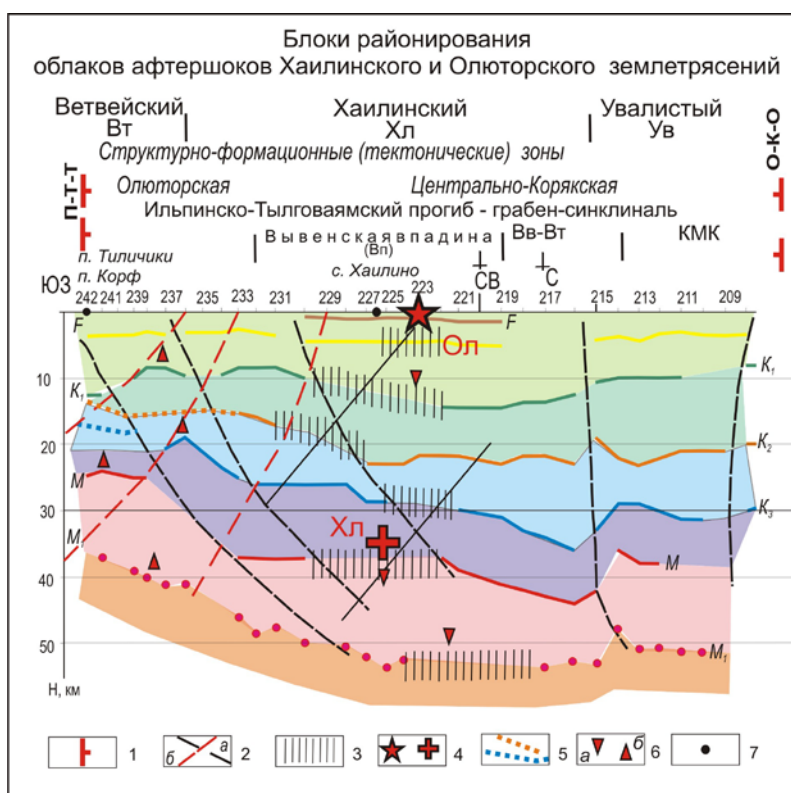 Блоки районирования
облаков афтершоков Хаилинского и Олюторского землетрясений
Ветвейский Хаилинский Увалистый
Вт Хл Ув
Структурно-формационные (тектонические) зоны
П-Т-Т О-К-О
Олюторская Центрально-Корякская
Ильпинско-Тылговаямский прогиб - грабен-синклиналь
Вывенская впадина Вв-Вт КМК
(Вп)
п. Тиличики
п. Корф с. Хаилино
ЮЗ СВ С
242 241 239 237 235 233 231 229 227 225 223 221 219 217 215 213 211 209
F F
Ол
10 K₁ K₁
20 K₂
M
30 K₃
Хл
M M
40
50 M₁
Н, км
1 а б 2 3 4 5 а б 6 7